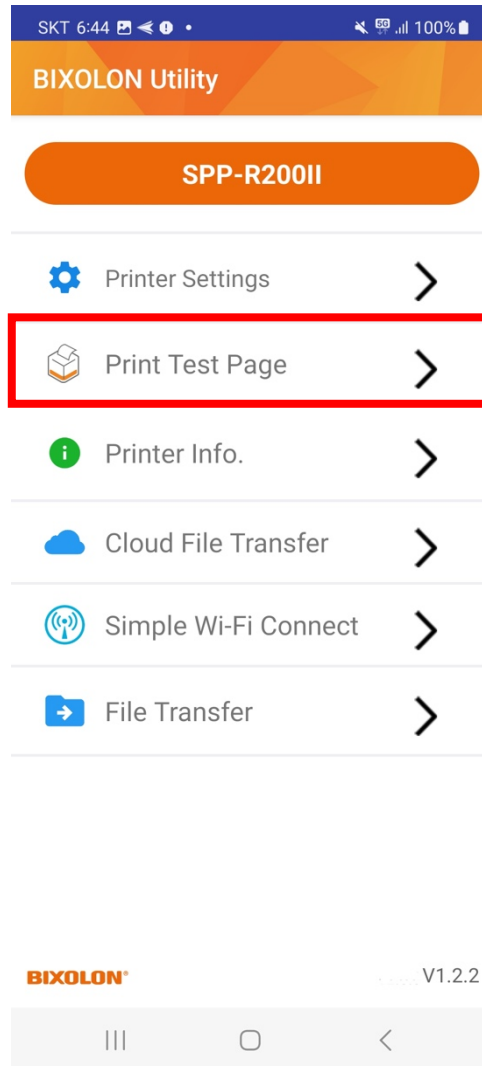 SKT 6:44
5G
100%
BIXOLON Utility
SPP-R200II
Printer Settings
Print Test Page
Printer Info.
Cloud File Transfer
Simple Wi-Fi Connect
File Transfer
BIXOLON®
V1.2.2